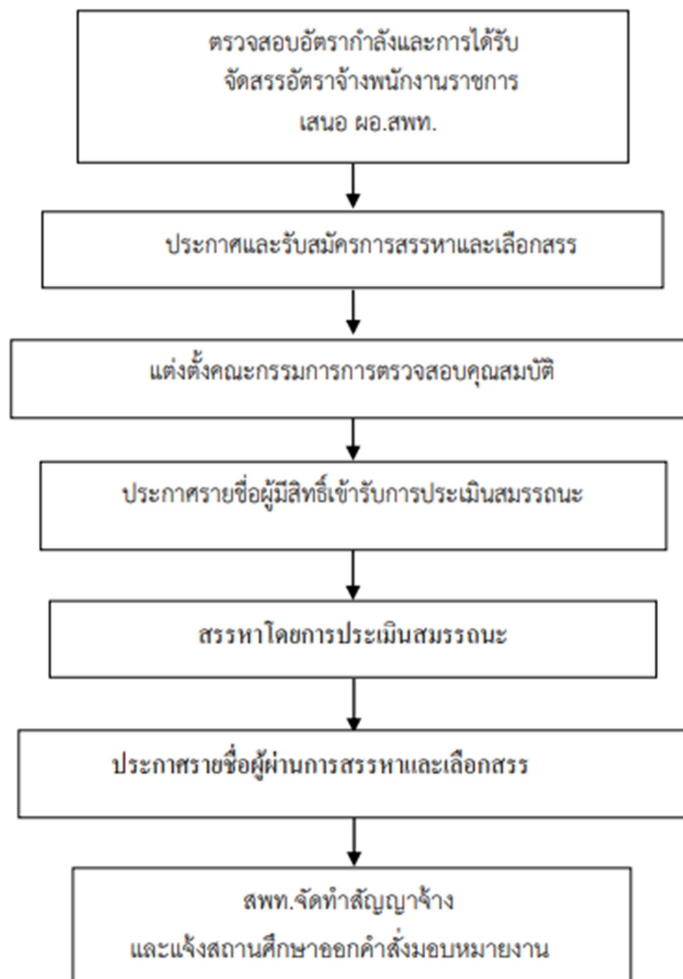 ตรวจสอบอัตรากำลังและการได้รับ
จัดสรรอัตราจ้างพนักงานราชการ
เสนอ ผอ.สพท.
ประกาศและรับสมัครการสรรหาและเลือกสรร
แต่งตั้งคณะกรรมการการตรวจสอบคุณสมบัติ
ประกาศรายชื่อผู้มีสิทธิ์เข้ารับการประเมินสมรรถนะ
สรรหาโดยการประเมินสมรรถนะ
ประกาศรายชื่อผู้ผ่านการสรรหาและเลือกสรร
สพท.จัดทำสัญญาจ้าง
และแจ้งสถานศึกษาออกคำสั่งมอบหมายงาน